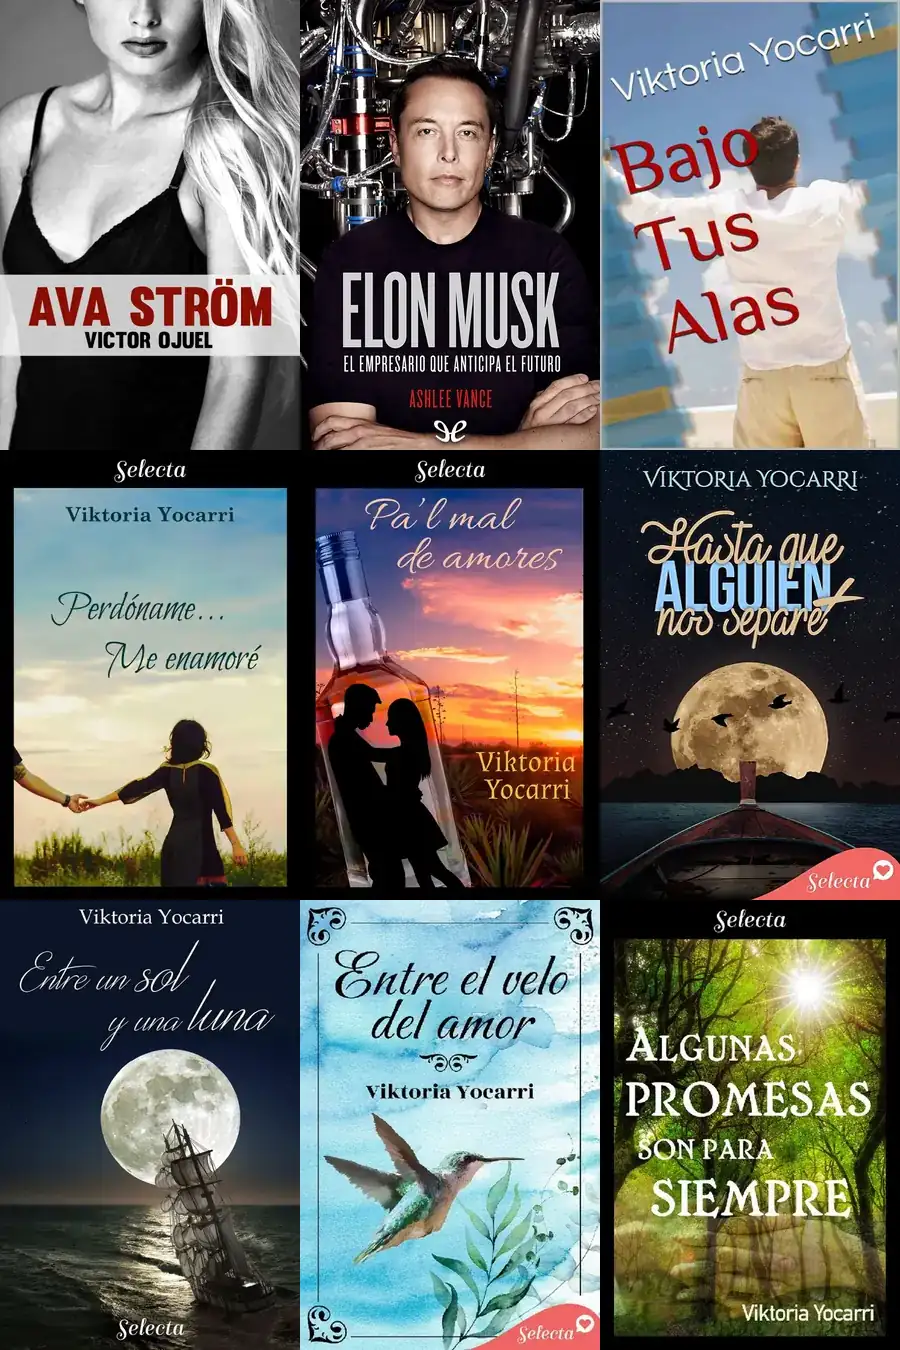 AVA STRÖM
VICTOR OJUEL
ELON MUSK
EL EMPRESARIO QUE ANTICIPA EL FUTURO
ASHLEE VANCE
Viktoria Yocarri
Bajo
Tus
Alas
Selecta
Viktoria Yocarri
Perdóname...
Me enamoré
Selecta
Pa'l mal
de amores
Viktoria
Yocarri
VIKTORIA YOCARRI
Hasta que
ALGUIEN
nos separe
Selecta
Viktoria Yocarri
Entre un sol
y una luna
Selecta
Entre el velo
del amor
Viktoria Yocarri
Selecta
Selecta
ALGUNAS
PROMESAS
SON PARA
SIEMPRE
Viktoria Yocarri